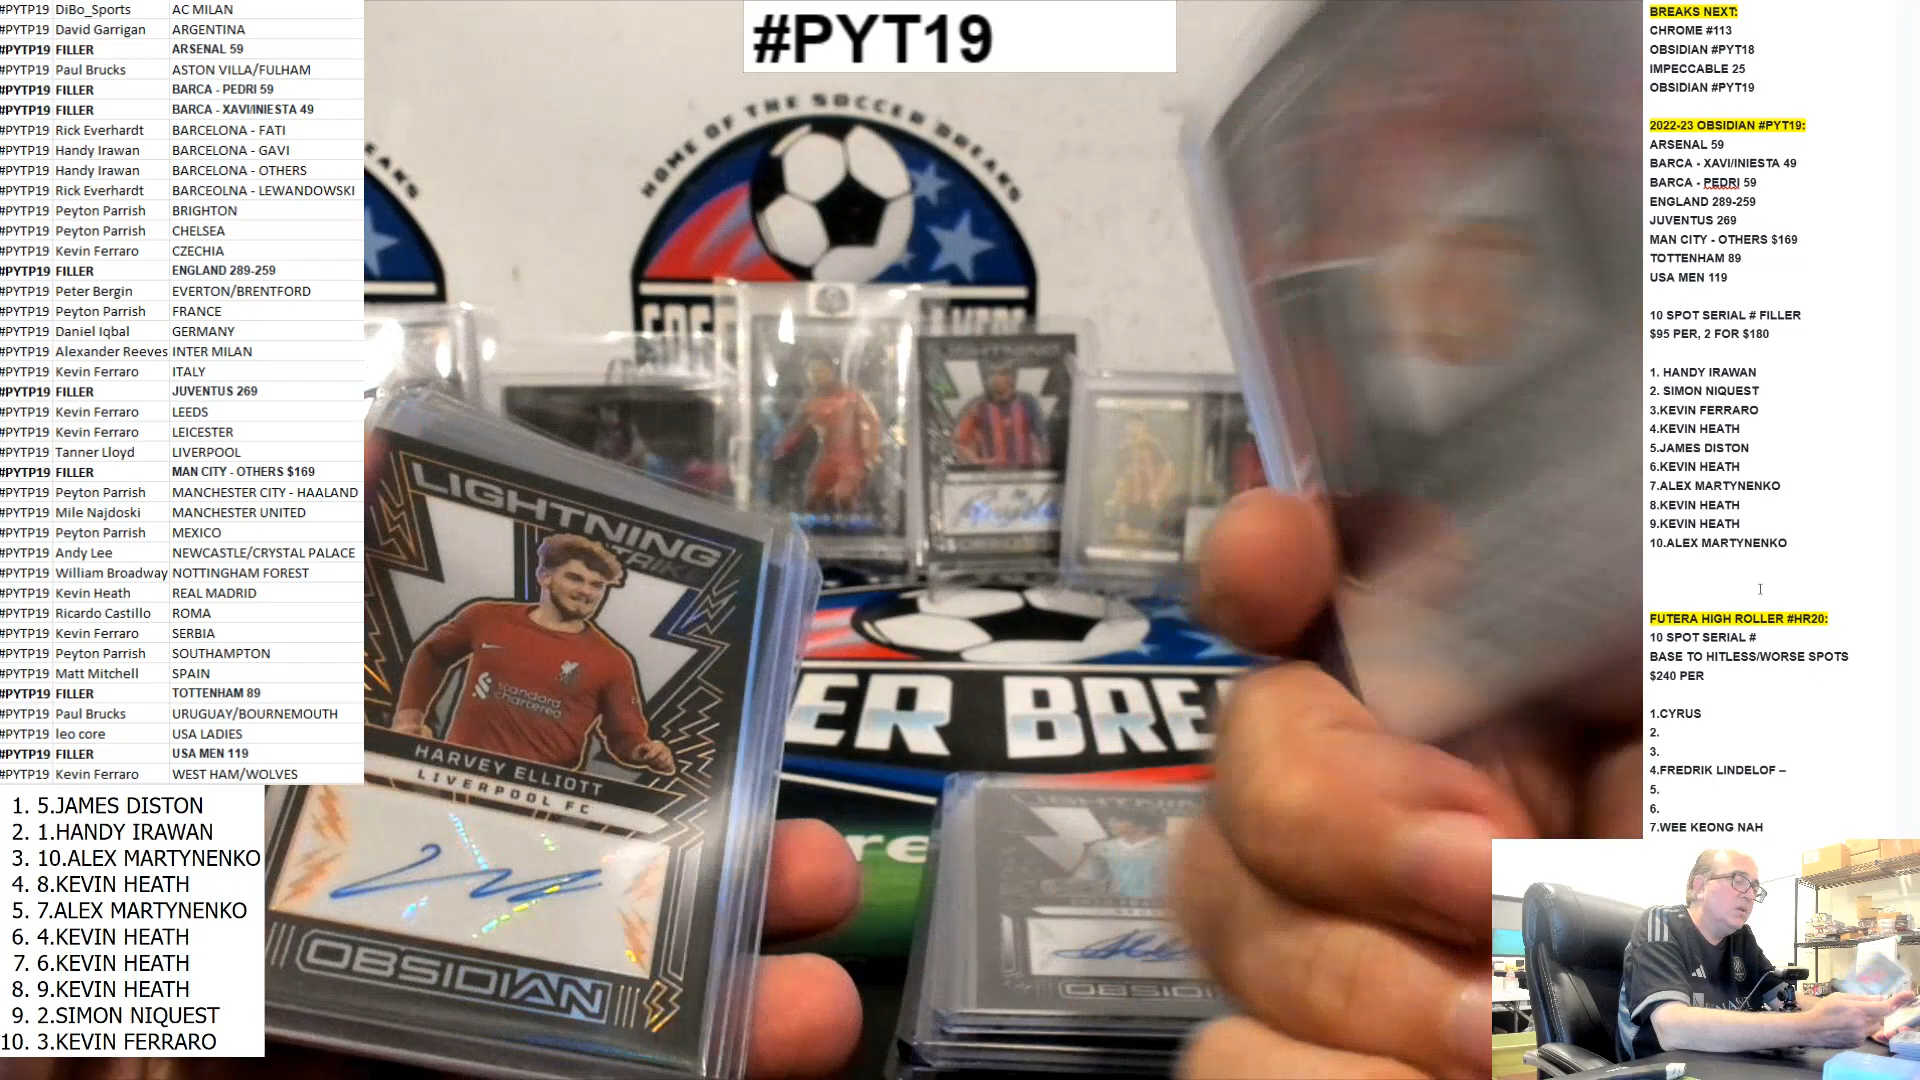 #PYTP19 DiBo_Sports AC MILAN
#PYTP19 David Garrigan ARGENTINA
#PYTP19 FILLER ARSENAL 59
#PYTP19 Paul Brucks ASTON VILLA/FULHAM
#PYTP19 FILLER BARCA - PEDRI 59
#PYTP19 FILLER BARCA - XAVI/INIESTA 49
#PYTP19 Rick Everhardt BARCELONA - FATI
#PYTP19 Handy Irawan BARCELONA - GAVI
#PYTP19 Handy Irawan BARCELONA - OTHERS
#PYTP19 Rick Everhardt BARCEOLNA - LEWANDOWSKI
#PYTP19 Peyton Parrish BRIGHTON
#PYTP19 Peyton Parrish CHELSEA
#PYTP19 Kevin Ferraro CZECHIA
#PYTP19 FILLER ENGLAND 289-259
#PYTP19 Peter Bergin EVERTON/BRENTFORD
#PYTP19 Peyton Parrish FRANCE
#PYTP19 Daniel Iqbal GERMANY
#PYTP19 Alexander Reeves INTER MILAN
#PYTP19 Kevin Ferraro ITALY
#PYTP19 FILLER JUVENTUS 269
#PYTP19 Kevin Ferraro LEEDS
#PYTP19 Kevin Ferraro LEICESTER
#PYTP19 Tanner Lloyd LIVERPOOL
#PYTP19 FILLER MAN CITY - OTHERS $169
#PYTP19 Peyton Parrish MANCHESTER CITY - HAALAND
#PYTP19 Mile Najdoski MANCHESTER UNITED
#PYTP19 Peyton Parrish MEXICO
#PYTP19 Andy Lee NEWCASTLE/CRYSTAL PALACE
#PYTP19 William Broadway NOTTINGHAM FOREST
#PYTP19 Kevin Heath REAL MADRID
#PYTP19 Ricardo Castillo ROMA
#PYTP19 Kevin Ferraro SERBIA
#PYTP19 Peyton Parrish SOUTHAMPTON
#PYTP19 Matt Mitchell SPAIN
#PYTP19 FILLER TOTTENHAM 89
#PYTP19 Paul Brucks URUGUAY/BOURNEMOUTH
#PYTP19 leo core USA LADIES
#PYTP19 FILLER USA MEN 119
#PYTP19 Kevin Ferraro WEST HAM/WOLVES
1. 5.JAMES DISTON
2. 1.HANDY IRAWAN
3. 10.ALEX MARTYNENKO
4. 8.KEVIN HEATH
5. 7.ALEX MARTYNENKO
6. 4.KEVIN HEATH
7. 6.KEVIN HEATH
8. 9.KEVIN HEATH
9. 2.SIMON NIQUEST
10. 3.KEVIN FERRARO
#PYT19
HOME OF THE SOCCER BREAKS
EAKS
ER BRE
LIGHTNING
STRIKE
standard
chartered
HARVEY ELLIOTT
LIVERPOOL FC
OBSIDIAN
LIGHTNING
OBSIDI
BREAKS NEXT:
CHROME #113
OBSIDIAN #PYT18
IMPECCABLE 25
OBSIDIAN #PYT19
2022-23 OBSIDIAN #PYT19:
ARSENAL 59
BARCA - XAVI/INIESTA 49
BARCA - PEDRI 59
ENGLAND 289-259
JUVENTUS 269
MAN CITY - OTHERS $169
TOTTENHAM 89
USA MEN 119
10 SPOT SERIAL # FILLER
$95 PER, 2 FOR $180
1. HANDY IRAWAN
2. SIMON NIQUEST
3.KEVIN FERRARO
4.KEVIN HEATH
5.JAMES DISTON
6.KEVIN HEATH
7.ALEX MARTYNENKO
8.KEVIN HEATH
9.KEVIN HEATH
10.ALEX MARTYNENKO
FUTERA HIGH ROLLER #HR20:
10 SPOT SERIAL #
BASE TO HITLESS/WORSE SPOTS
$240 PER
1.CYRUS
2.
3.
4.FREDRIK LINDELOF –
5.
6.
7.WEE KEONG NAH